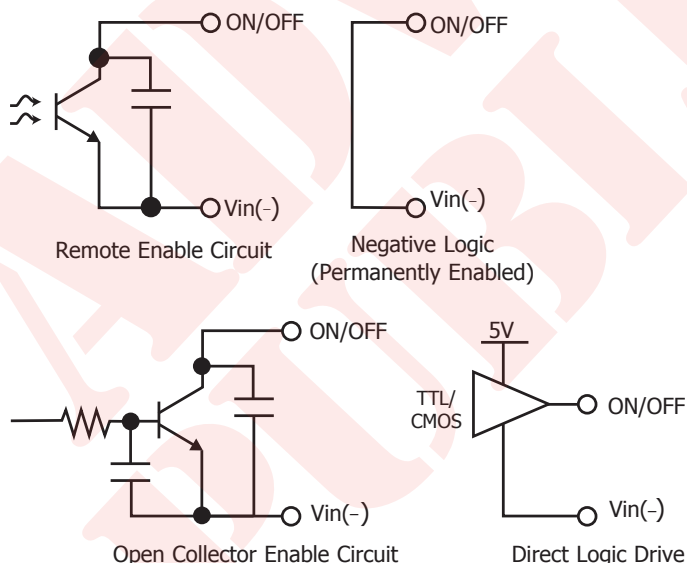 ON/OFF
Vin(−)
Remote Enable Circuit
ON/OFF
Vin(−)
Negative Logic
(Permanently Enabled)
ON/OFF
Vin(−)
Open Collector Enable Circuit
5V
TTL/
CMOS
ON/OFF
Vin(−)
Direct Logic Drive